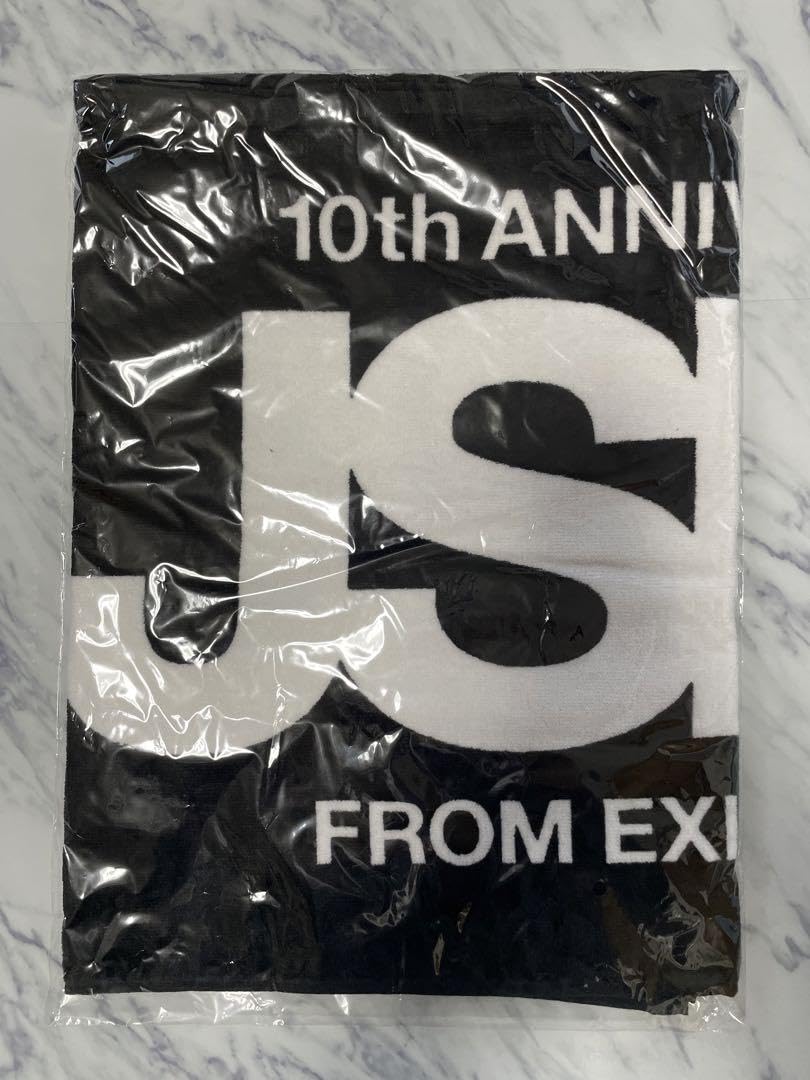 10th ANNIV
JS
FROM EXI